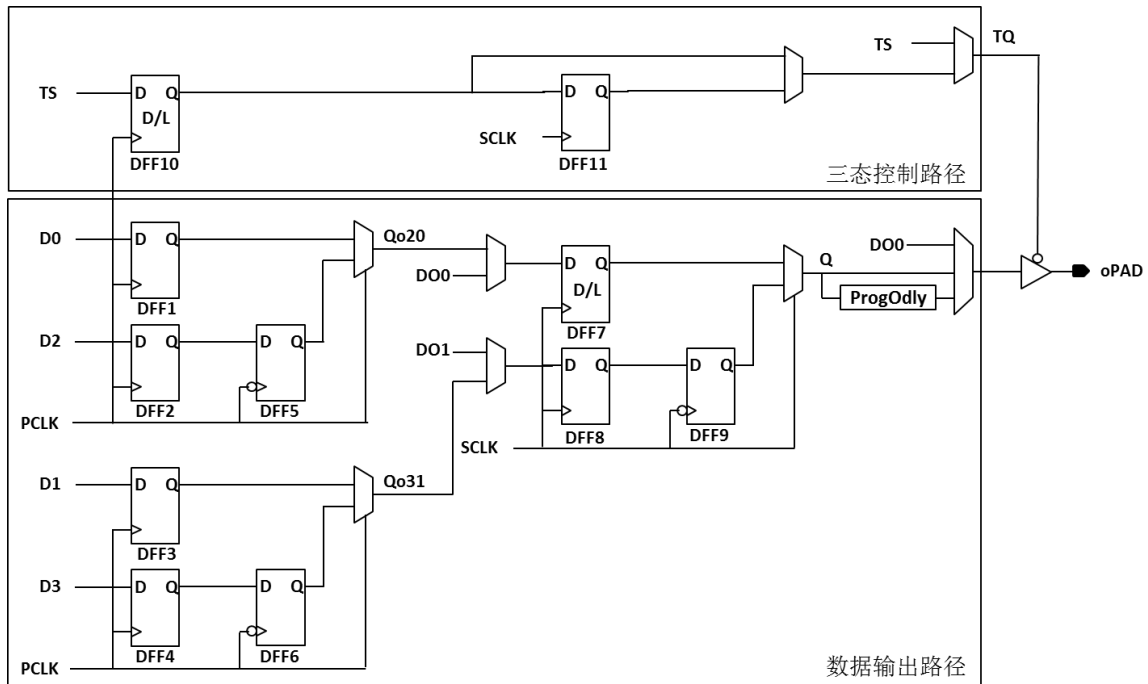 TS TQ
TS D Q D Q
D/L
SCLK
DFF10 DFF11
三态控制路径
D0 D Q Qo20 DO0
DO0 D Q Q oPAD
D/L ProgOdly
DFF1 DFF7
D2 D Q D Q DO1 D Q D Q
DFF2 DFF5
PCLK DFF8 DFF9
SCLK
D1 D Q Qo31
DFF3
D3 D Q D Q
DFF4 DFF6
PCLK 数据输出路径